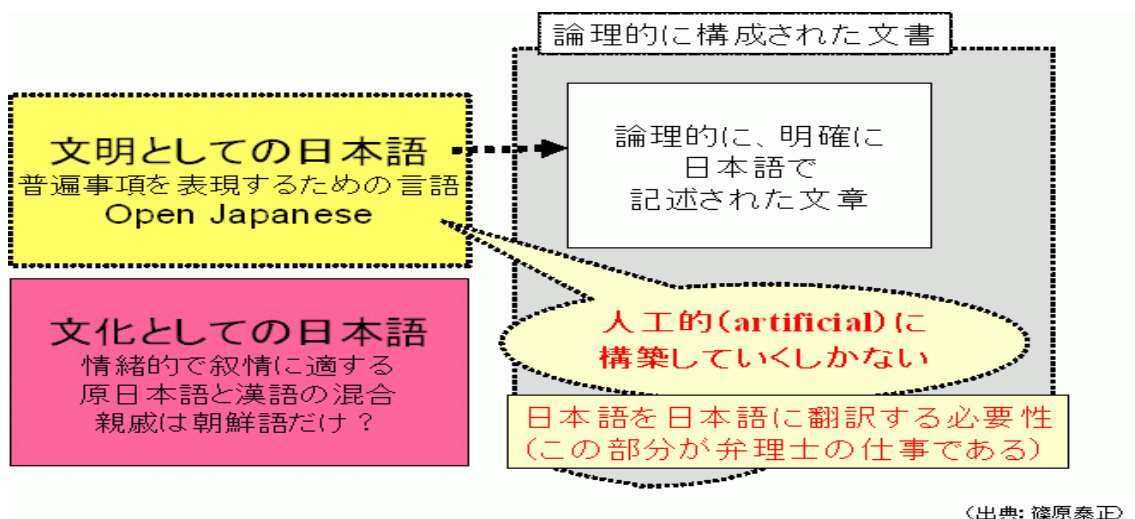 論理的に構成された文書
文明としての日本語
普遍事項を表現するための言語
Open Japanese
論理的に、明確に
日本語で
記述された文章
文化としての日本語
情緒的で叙情に適する
原日本語と漢語の混合
親戚は朝鮮語だけ？
人工的(artificial)に
構築していくしかない
日本語を日本語に翻訳する必要性
(この部分が弁理士の仕事である)
(出典: 篠原泰正)